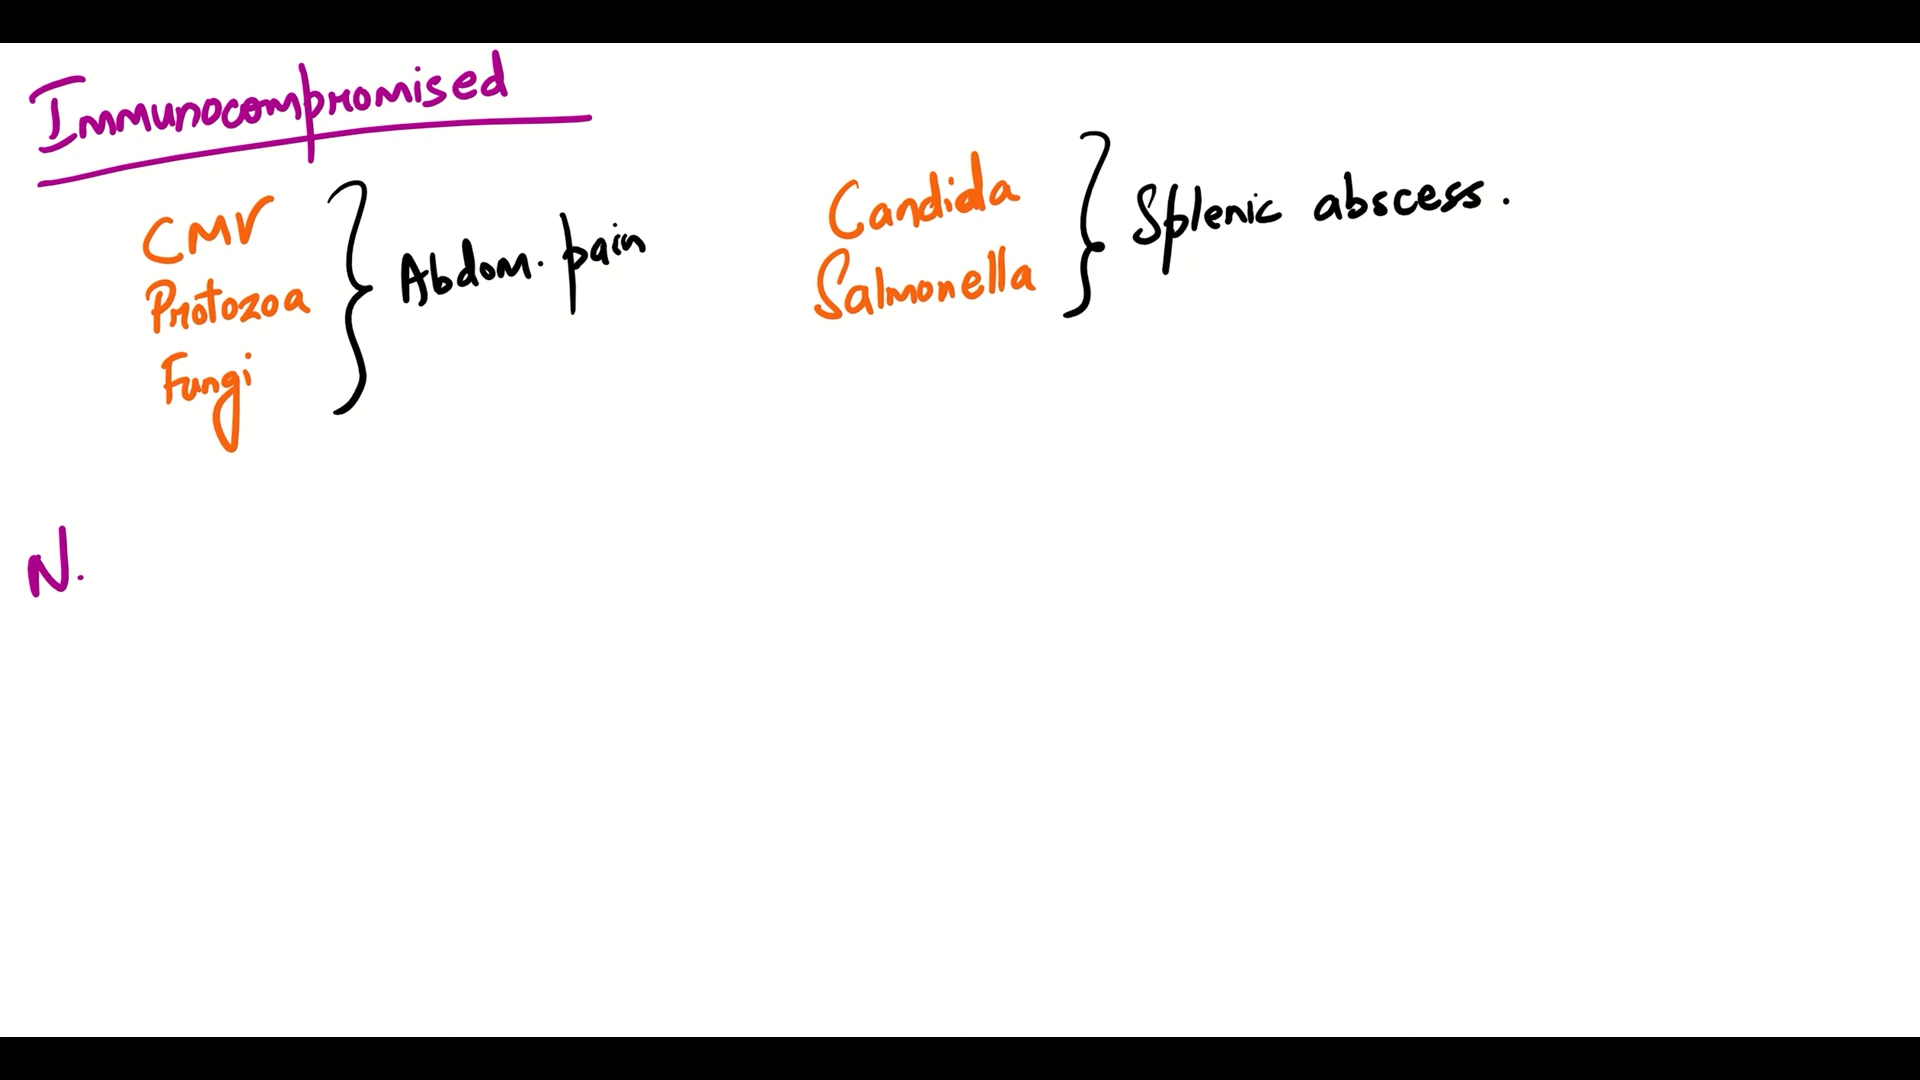 Immunocompromised
CMV
Protozoa
Fungi
Abdom. pain
Candida
Salmonella
Splenic abscess.
N.